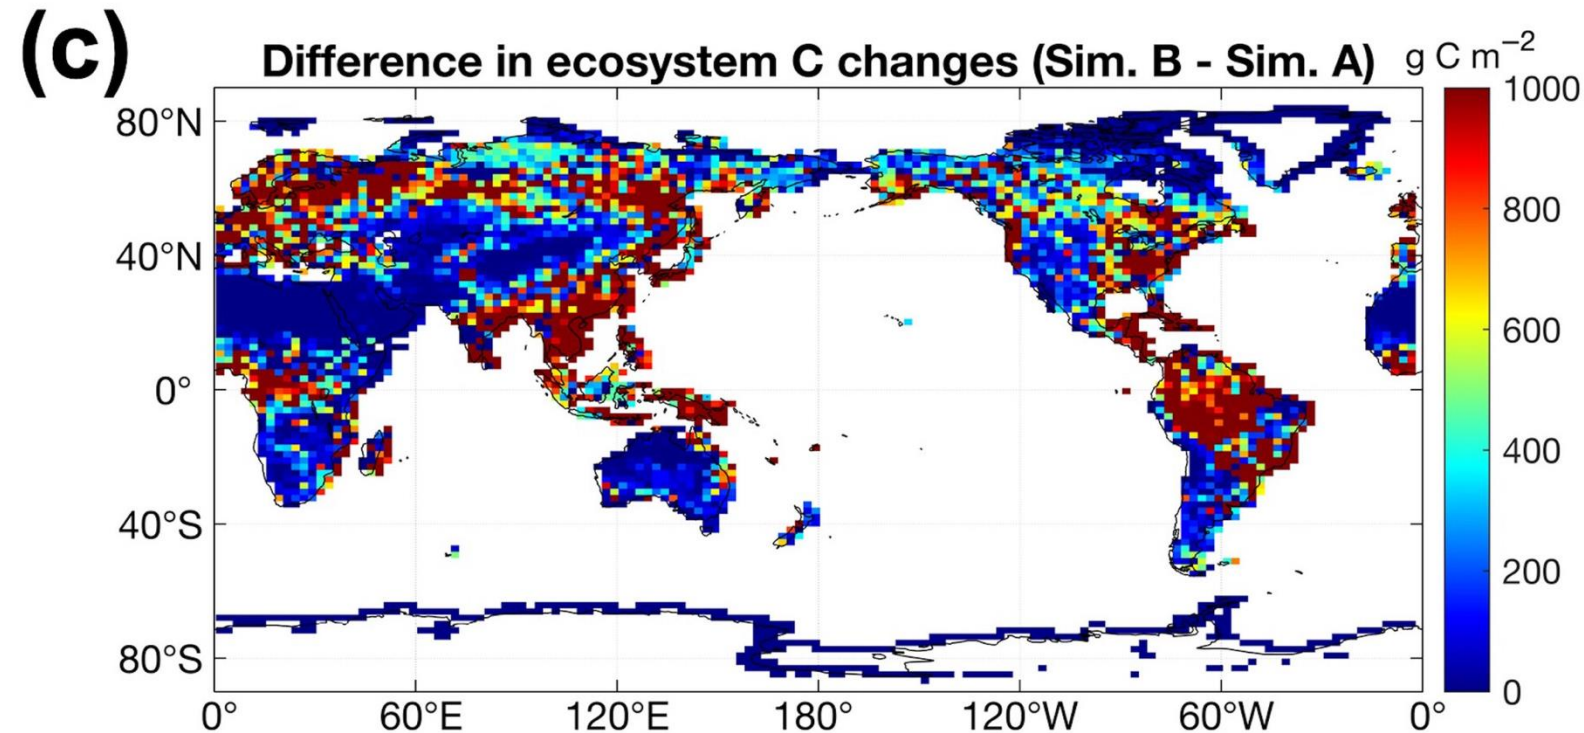 (c)
Difference in ecosystem C changes (Sim. B - Sim. A)
g C m⁻²
80°N
40°N
0°
40°S
80°S
0°
60°E
120°E
180°
120°W
60°W
0°
1000
800
600
400
200
0